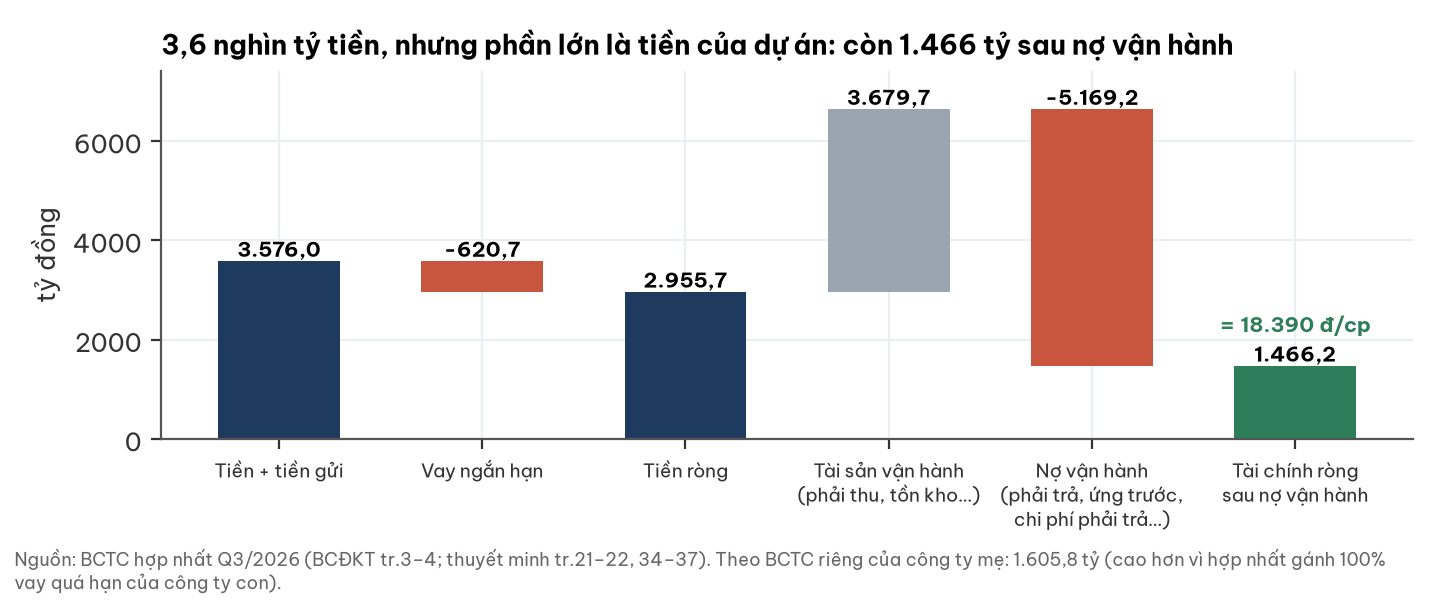 3,6 nghìn tỷ tiền, nhưng phần lớn là tiền của dự án: còn 1.466 tỷ sau nợ vận hành
tỷ đồng
6000
4000
2000
0
3.576,0
-620,7
2.955,7
3.679,7
-5.169,2
= 18.390 đ/cp
1.466,2
Tiền + tiền gửi
Vay ngắn hạn
Tiền ròng
Tài sản vận hành
(phải thu, tồn kho...)
Nợ vận hành
(phải trả, ứng trước,
chi phí phải trả...)
Tài chính ròng
sau nợ vận hành
Nguồn: BCTC hợp nhất Q3/2026 (BCĐKT tr.3–4; thuyết minh tr.21–22, 34–37). Theo BCTC riêng của công ty mẹ: 1.605,8 tỷ (cao hơn vì hợp nhất gánh 100%
vay quá hạn của công ty con).